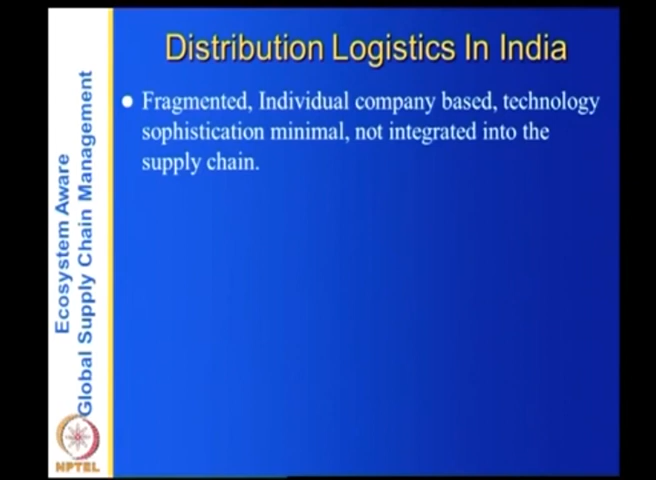 Distribution Logistics In India
Fragmented, Individual company based, technology
sophistication minimal, not integrated into the
supply chain.
Ecosystem Aware
Global Supply Chain Management
NPTEL